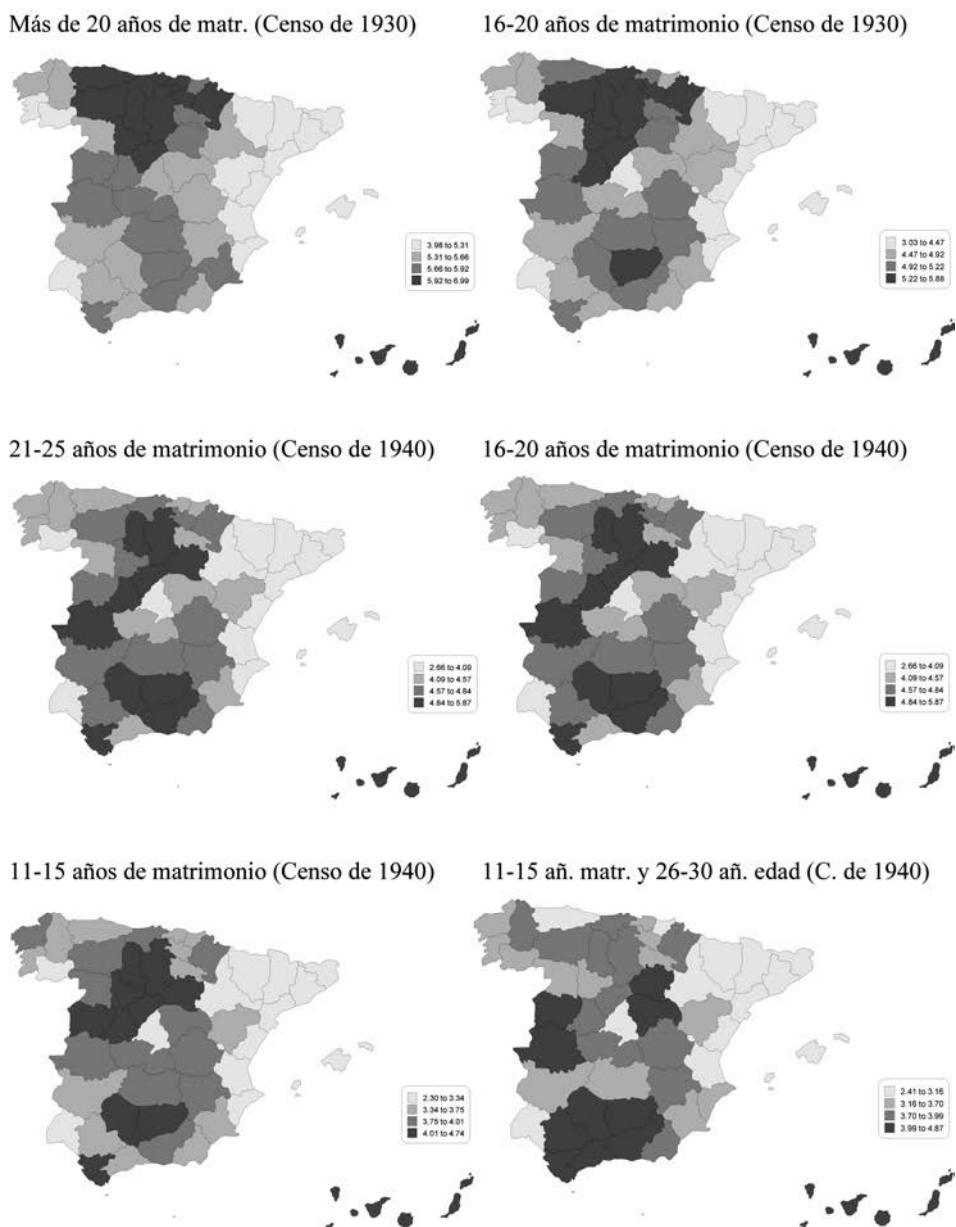 Más de 20 años de matr. (Censo de 1930)
16-20 años de matrimonio (Censo de 1930)
3.98 to 5.31
5.31 to 5.66
5.66 to 5.92
5.92 to 6.99
3.03 to 4.47
4.47 to 4.92
4.92 to 5.22
5.22 to 5.88
21-25 años de matrimonio (Censo de 1940)
16-20 años de matrimonio (Censo de 1940)
2.66 to 4.09
4.09 to 4.57
4.57 to 4.84
4.84 to 5.87
2.66 to 4.09
4.09 to 4.57
4.57 to 4.84
4.84 to 5.87
11-15 años de matrimonio (Censo de 1940)
11-15 añ. matr. y 26-30 añ. edad (C. de 1940)
2.30 to 3.34
3.34 to 3.75
3.75 to 4.01
4.01 to 4.74
2.41 to 3.16
3.16 to 3.70
3.70 to 3.99
3.99 to 4.87